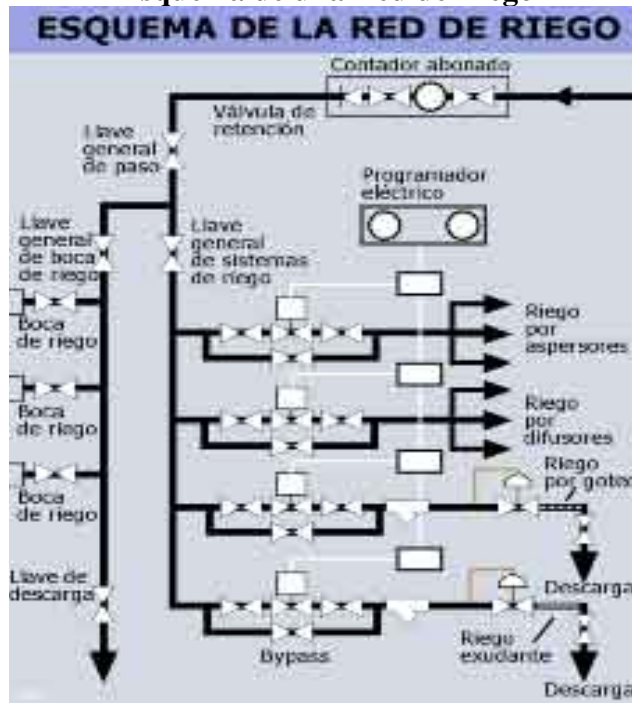 ESQUEMA DE LA RED DE RIEGO
Contador abonado
Válvula de
retención
Llave
general
de paso
Programador
eléctrico
Llave
general
de boca
de riego
Llave
general
de sistemas
de riego
Boca
de riego
Riego
por
aspersores
Boca
de riego
Riego
por
difusores
Boca
de riego
Riego
por goteo
Llave de
descarga
Descarga
Bypass
Riego
exudante
Descarga